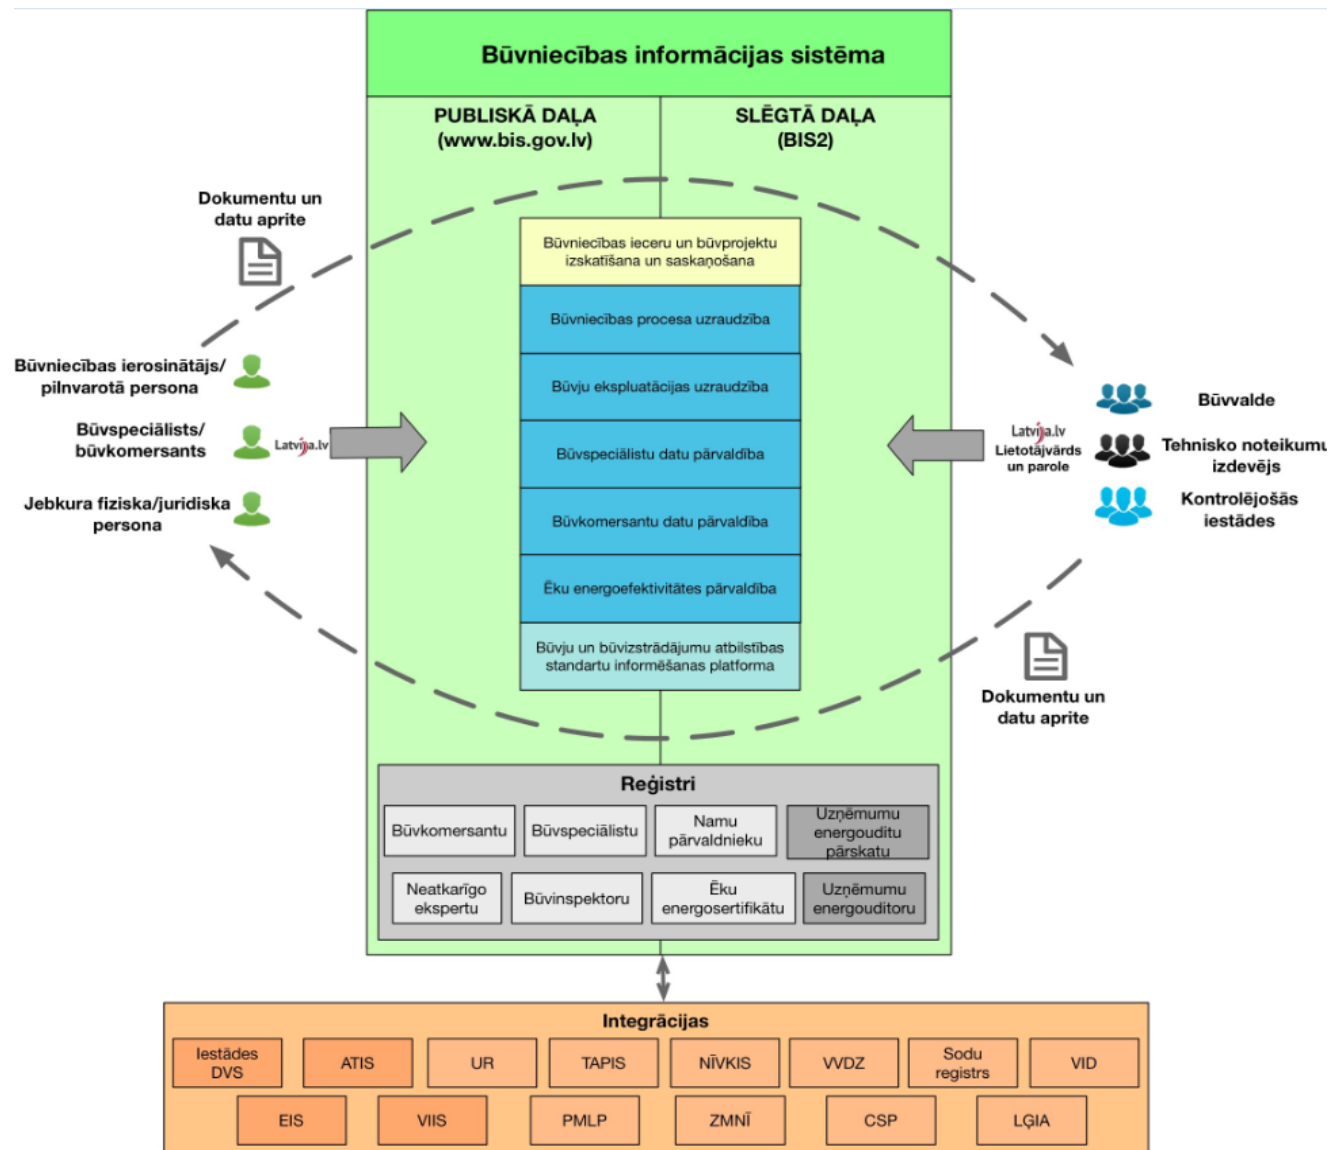 Būvniecības informācijas sistēma
PUBLISKĀ DAĻA
(www.bis.gov.lv)
SLĒGTĀ DAĻA
(BIS2)
Dokumentu un
datu aprite
Būvniecības ieceru un būvprojektu
izskatīšana un saskaņošana
Būvniecības procesa uzraudzība
Būvju ekspluatācijas uzraudzība
Būvspeciālistu datu pārvaldība
Būvkomersantu datu pārvaldība
Ēku energoefektivitātes pārvaldība
Būvju un būvizstrādājumu atbilstības
standartu informēšanas platforma
Būvniecības ierosinātājs/
pilnvarotā persona
Būvspeciālists/
būvkomersants
Latvija.lv
Jebkura fiziska/juridiska
persona
Latvija.lv
Lietotājvārds
un parole
Būvvalde
Tehnisko noteikumu
izdevējs
Kontrolējošās
iestādes
Dokumentu un
datu aprite
Reģistri
Būvkomersantu
Būvspeciālistu
Namu
pārvaldnieku
Uzņēmumu
energouditu
pārskatu
Neatkarīgo
ekspertu
Būvinspektoru
Ēku
energosertifikātu
Uzņēmumu
energouditoru
Integrācijas
Iestādes
DVS
ATIS
UR
TAPIS
NĪVKIS
VVDZ
Sodu
registrs
VID
EIS
VIIS
PMLP
ZMNĪ
CSP
LĢIA